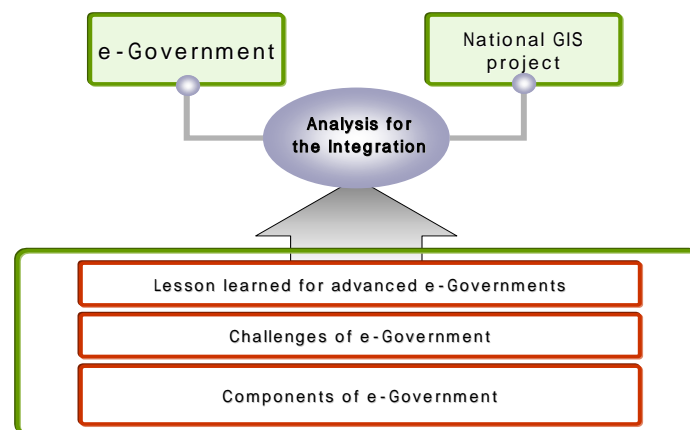 e-Government
National GIS
project
Analysis for
the Integration
Lesson learned for advanced e-Governments
Challenges of e-Government
Components of e-Government